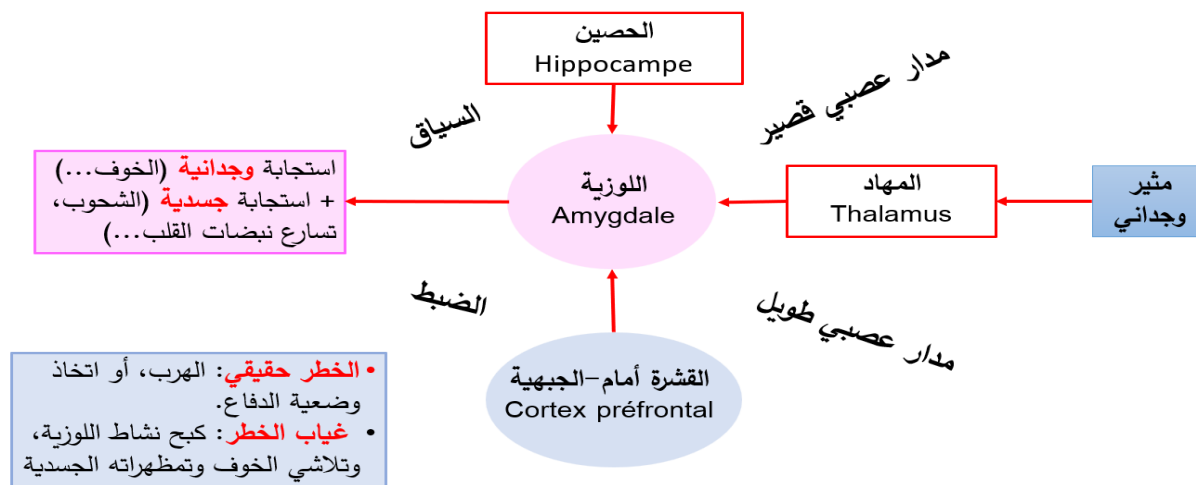 الحصين
Hippocampe
مدار عصبي قصير
السياق
مثير
وجداني
المهاد
Thalamus
اللوزية
Amygdale
استجابة وجدانية (الخوف...)
+ استجابة جسدية (الشحوب،
تسارع نبضات القلب...)
مدار عصبي طويل
الضبط
القشرة أمام-الجبهية
Cortex préfrontal
• الخطر حقيقي: الهرب، أو اتخاذ
وضعية الدفاع.
• غياب الخطر: كبح نشاط اللوزية،
وتلاشي الخوف وتمظهراته الجسدية